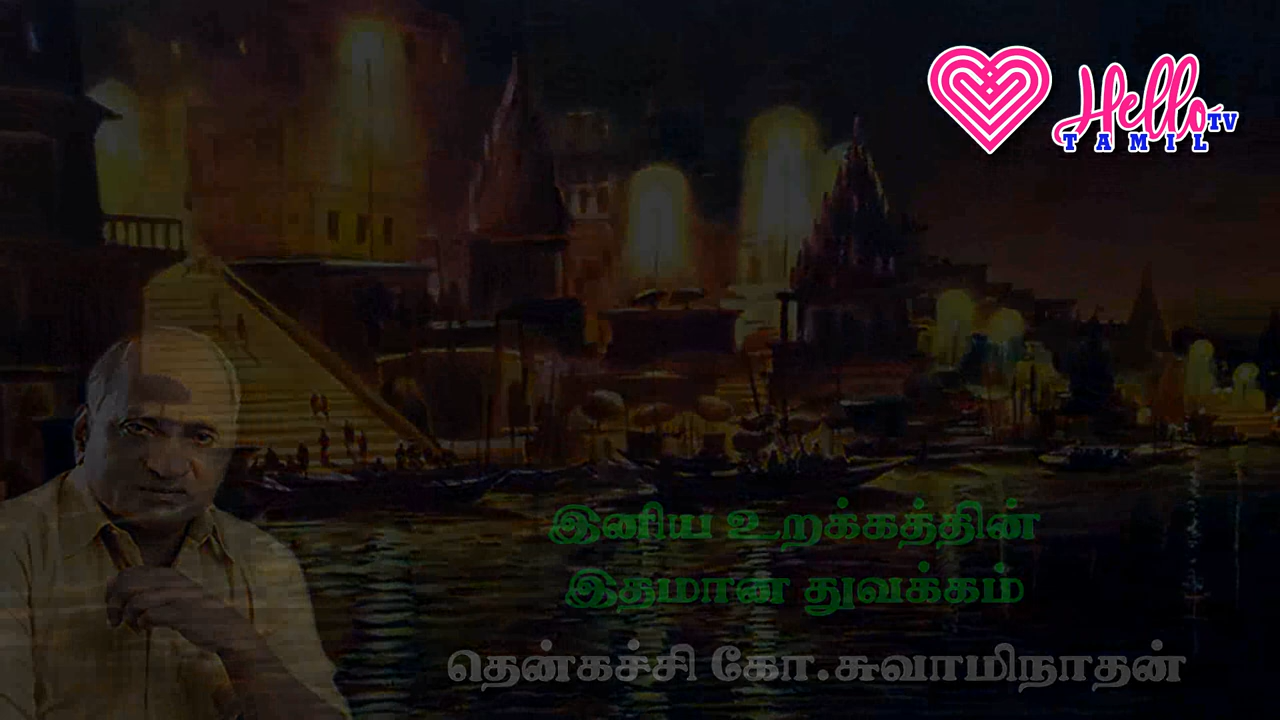 Hello TV
TAMIL
இனிய உறக்கத்தின்
இதமான துவக்கம்
தென்கச்சி கோ.சுவாமிநாதன்